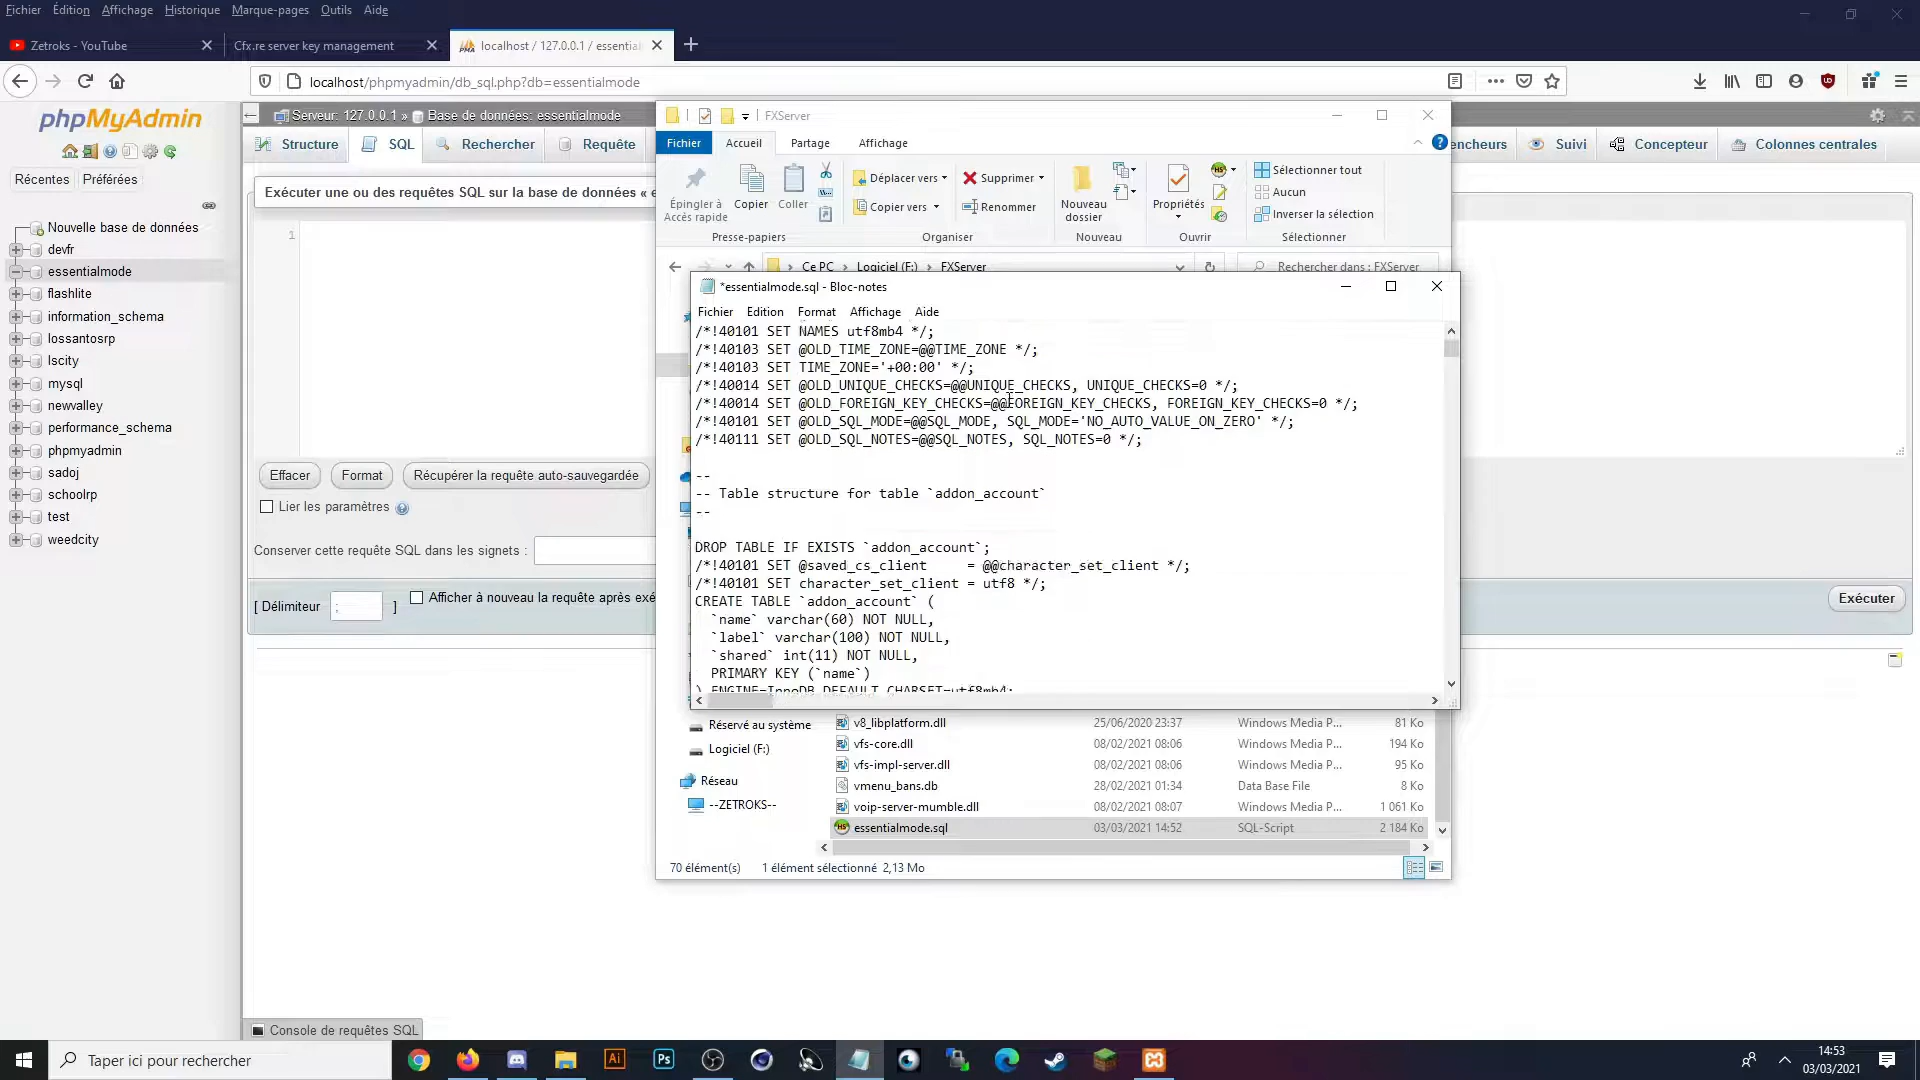 Fichier Édition Affichage Historique Marque-pages Outils Aide
Zetroks - YouTube
Cfx.re server key management
localhost / 127.0.0.1 / essential
localhost/phpmyadmin/db_sql.php?db=essentialmode
phpMyAdmin
Récentes Préférées
Nouvelle base de données
devfr
essentialmode
flashlite
information_schema
lossantosrp
lscity
mysql
newvalley
performance_schema
phpmyadmin
sadoj
schoolrp
test
weedcity
Serveur: 127.0.0.1 » Base de données: essentialmode
Structure SQL Rechercher Requête
encheurs Suivi Concepteur Colonnes centrales
Exécuter une ou des requêtes SQL sur la base de données « e
1
Effacer Format Récupérer la requête auto-sauvegardée
Lier les paramètres
Conserver cette requête SQL dans les signets :
[ Délimiteur ; ] Afficher à nouveau la requête après exé
Exécuter
Console de requêtes SQL
FXServer
Fichier Accueil Partage Affichage
Épingler à Accès rapide
Copier
Coller
Presse-papiers
Déplacer vers
Copier vers
Supprimer
Renommer
Organiser
Nouveau dossier
Nouveau
Propriétés
Ouvrir
Sélectionner tout
Aucun
Inverser la sélection
Sélectionner
Ce PC Logiciel (F:) FXServer
Rechercher dans : FXServer
*essentialmode.sql - Bloc-notes
Fichier Edition Format Affichage Aide
/*!40101 SET NAMES utf8mb4 */;
/*!40103 SET @OLD_TIME_ZONE=@@TIME_ZONE */;
/*!40103 SET TIME_ZONE='+00:00' */;
/*!40014 SET @OLD_UNIQUE_CHECKS=@@UNIQUE_CHECKS, UNIQUE_CHECKS=0 */;
/*!40014 SET @OLD_FOREIGN_KEY_CHECKS=@@FOREIGN_KEY_CHECKS, FOREIGN_KEY_CHECKS=0 */;
/*!40101 SET @OLD_SQL_MODE=@@SQL_MODE, SQL_MODE='NO_AUTO_VALUE_ON_ZERO' */;
/*!40111 SET @OLD_SQL_NOTES=@@SQL_NOTES, SQL_NOTES=0 */;
--
-- Table structure for table `addon_account`
--
DROP TABLE IF EXISTS `addon_account`;
/*!40101 SET @saved_cs_client     = @@character_set_client */;
/*!40101 SET character_set_client = utf8 */;
CREATE TABLE `addon_account` (
`name` varchar(60) NOT NULL,
`label` varchar(100) NOT NULL,
`shared` int(11) NOT NULL,
PRIMARY KEY (`name`)
) ENGINE=InnoDB DEFAULT CHARSET=utf8mb4;
Réservé au système
Logiciel (F:)
Réseau
--ZETROKS--
v8_libplatform.dll 25/06/2020 23:37 Windows Media P... 81 Ko
vfs-core.dll 08/02/2021 08:06 Windows Media P... 194 Ko
vfs-impl-server.dll 08/02/2021 08:06 Windows Media P... 95 Ko
vmenu_bans.db 28/02/2021 01:34 Data Base File 8 Ko
voip-server-mumble.dll 08/02/2021 08:07 Windows Media P... 1 061 Ko
essentialmode.sql 03/03/2021 14:52 SQL-Script 2 184 Ko
70 élément(s) 1 élément sélectionné 2,13 Mo
Taper ici pour rechercher
14:53
03/03/2021